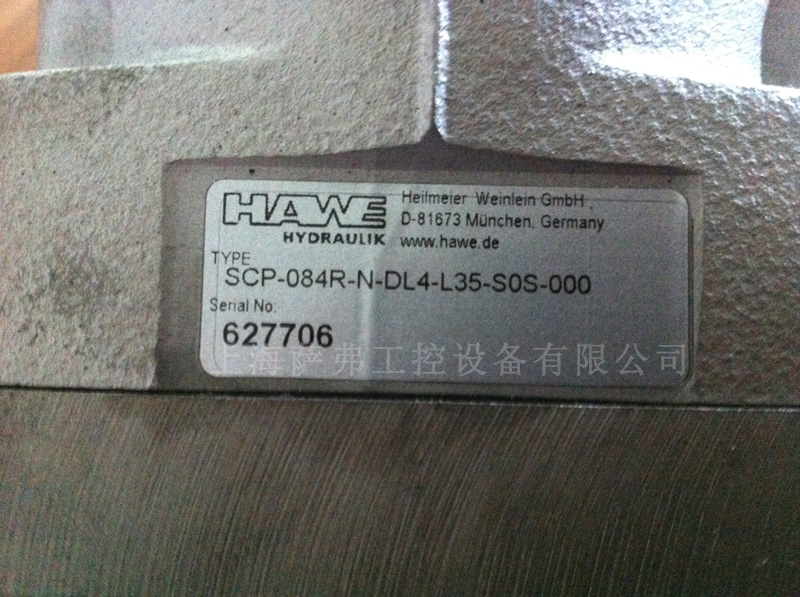 HAWE
HYDRAULIK
Heilmeier Weinlein GmbH
D-81673 München, Germany
www.hawe.de
TYPE
SCP-084R-N-DL4-L35-S0S-000
Serial No:
627706
上海萨弗工控设备有限公司